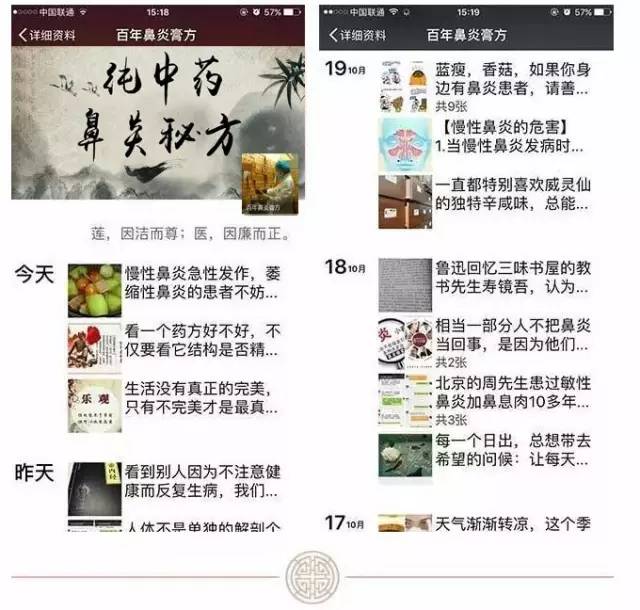 中国联通 15:18 57%
详细资料 百年鼻炎膏方
纯中药
鼻炎秘方
百年鼻炎膏方
莲，因洁而尊；医，因廉而正。
今天
慢性鼻炎急性发作，萎
缩性鼻炎的患者不妨...
看一个药方好不好，不
仅要看它结构是否精...
乐观
生活没有真正的完美，
只有不完美才是最真...
昨天
看到别人因为不注意健
康而反复生病，我们...
人体不是单独的解剖个
中国联通 15:19 57%
详细资料 百年鼻炎膏方
19 10月
蓝瘦，香菇，如果你身
边有鼻炎患者，请善...
共9张
【慢性鼻炎的危害】
1.当慢性鼻炎发病时...
一直都特别喜欢威灵仙
的独特辛咸味，总能...
18 10月
鲁迅回忆三味书屋的教
书先生寿镜吾，认为...
相当一部分人不把鼻炎
当回事，是因为他们...
共2张
北京的周先生患过敏性
鼻炎加鼻息肉10多年...
共3张
每一个日出，总想带去
希望的问候：让每天...
17 10月
天气渐渐转凉，这个季